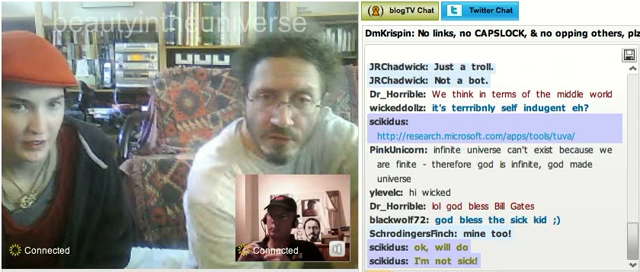 beautyintheuniverse
Connected
Connected
blogTV Chat
Twitter Chat
DmKrispin: No links, no CAPSLOCK, & no opping others, plz
JRChadwick: Just a troll.
JRChadwick: Not a bot.
Dr_Horrible: We think in terms of the middle world
wickeddollz: it's terrribnly self indugent eh?
scikidus:
http://research.microsoft.com/apps/tools/tuva/
PinkUnicorn: infinite universe can't exist because we
are finite - therefore god is infinite, god made
universe
ylevelc: hi wicked
Dr_Horrible: lol god bless Bill Gates
blackwolf72: god bless the sick kid ;)
SchrodingersFinch: mine too!
scikidus: ok, will do
scikidus: I'm not sick!